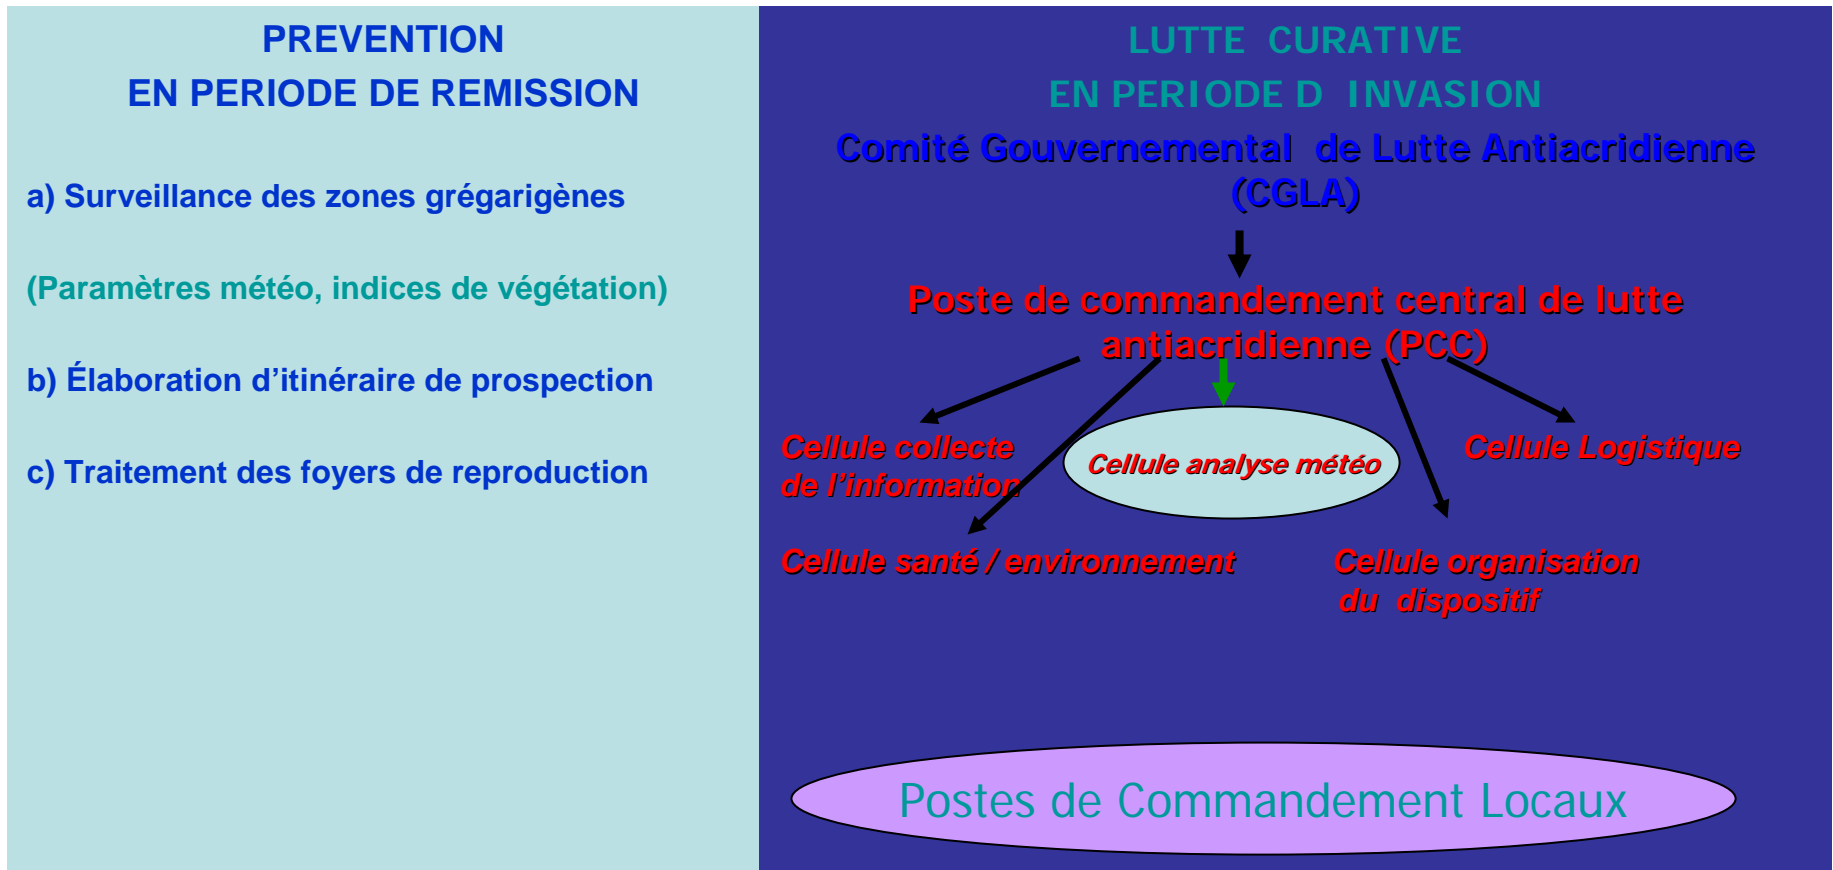 PREVENTION
EN PERIODE DE REMISSION
a) Surveillance des zones grégarigènes
(Paramètres météo, indices de végétation)
b) Élaboration d’itinéraire de prospection
c) Traitement des foyers de reproduction
LUTTE CURATIVE
EN PERIODE D INVASION
Comité Gouvernemental de Lutte Antiacridienne
(CGLA)
Poste de commandement central de lutte
antiacridienne (PCC)
Cellule collecte
de l’information
Cellule analyse météo
Cellule Logistique
Cellule santé / environnement
Cellule organisation
du dispositif
Postes de Commandement Locaux